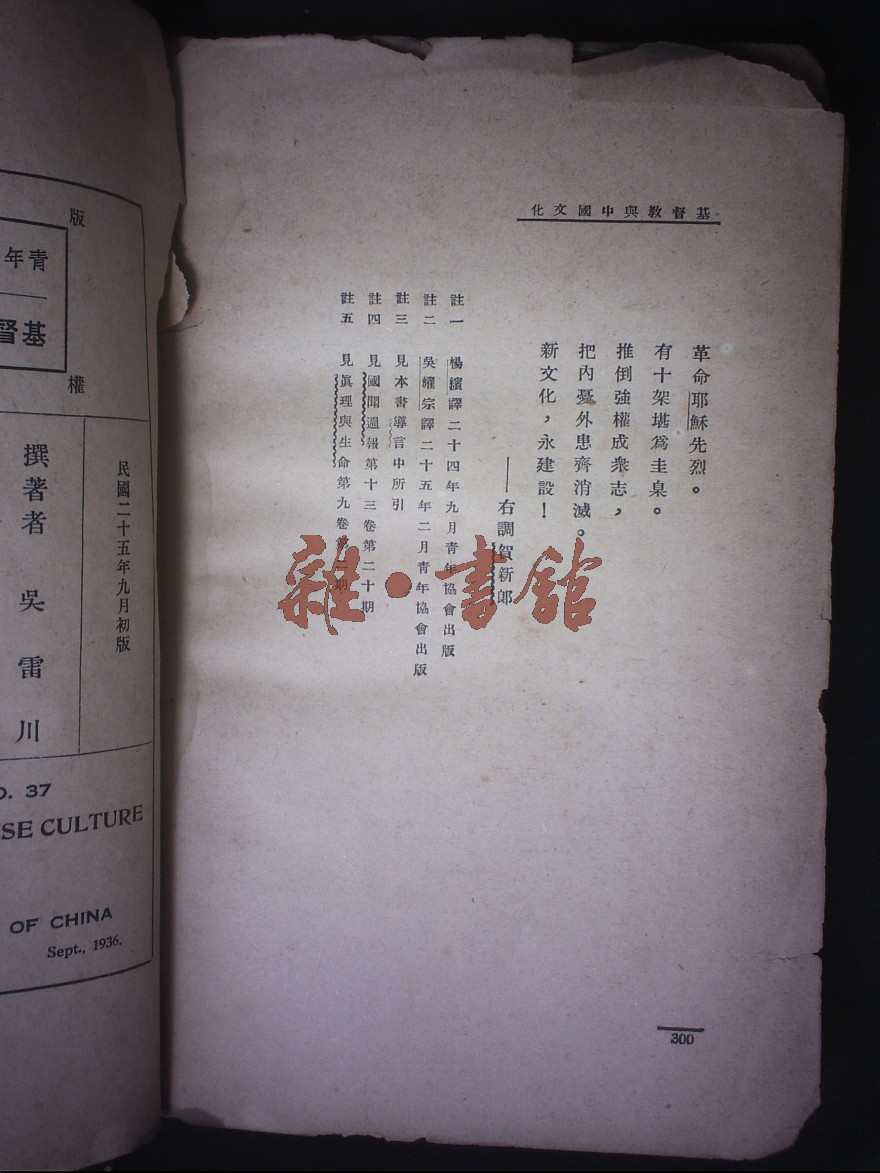 基督教與中國文化
革命耶穌先烈。
有十架堪爲圭臬。
推倒強權成衆志，
把內憂外患齊消滅。
新文化，永建設！
——右調賀新郎
註一　楊繽譯二十四年九月青年協會出版
註二　吳耀宗譯二十五年二月青年協會出版
註三　見本書導言中所引
註四　見國聞週報第十三卷第二十期
註五　見眞理與生命第九卷第一期
300
雜·書館
版
權
青年
基督
民國二十五年九月初版
撰著者　吳雷川
O. 37
SE CULTURE
OF CHINA
Sept., 1936.